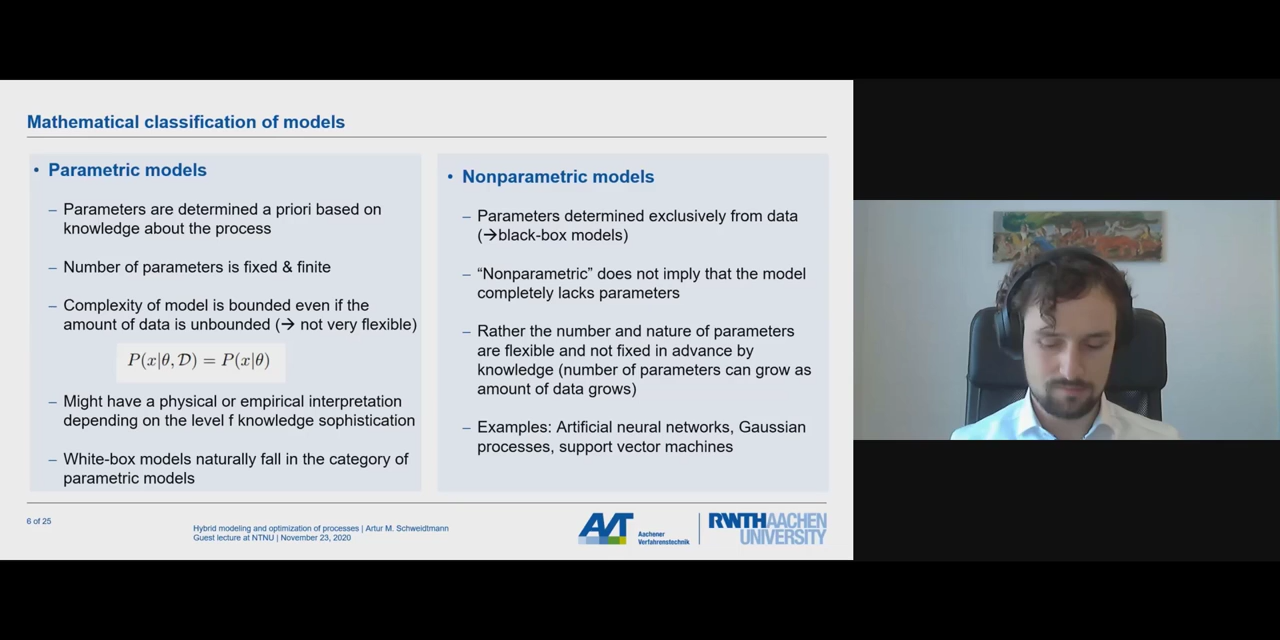 Mathematical classification of models
• Parametric models
– Parameters are determined a priori based on
knowledge about the process
– Number of parameters is fixed & finite
– Complexity of model is bounded even if the
amount of data is unbounded (→ not very flexible)
P(x|θ, 𝒟) = P(x|θ)
– Might have a physical or empirical interpretation
depending on the level f knowledge sophistication
– White-box models naturally fall in the category of
parametric models
• Nonparametric models
– Parameters determined exclusively from data
(→black-box models)
– “Nonparametric” does not imply that the model
completely lacks parameters
– Rather the number and nature of parameters
are flexible and not fixed in advance by
knowledge (number of parameters can grow as
amount of data grows)
– Examples: Artificial neural networks, Gaussian
processes, support vector machines
6 of 25
Hybrid modeling and optimization of processes | Artur M. Schweidtmann
Guest lecture at NTNU | November 23, 2020
AVT
Aachener
Verfahrenstechnik
RWTHAACHEN
UNIVERSITY